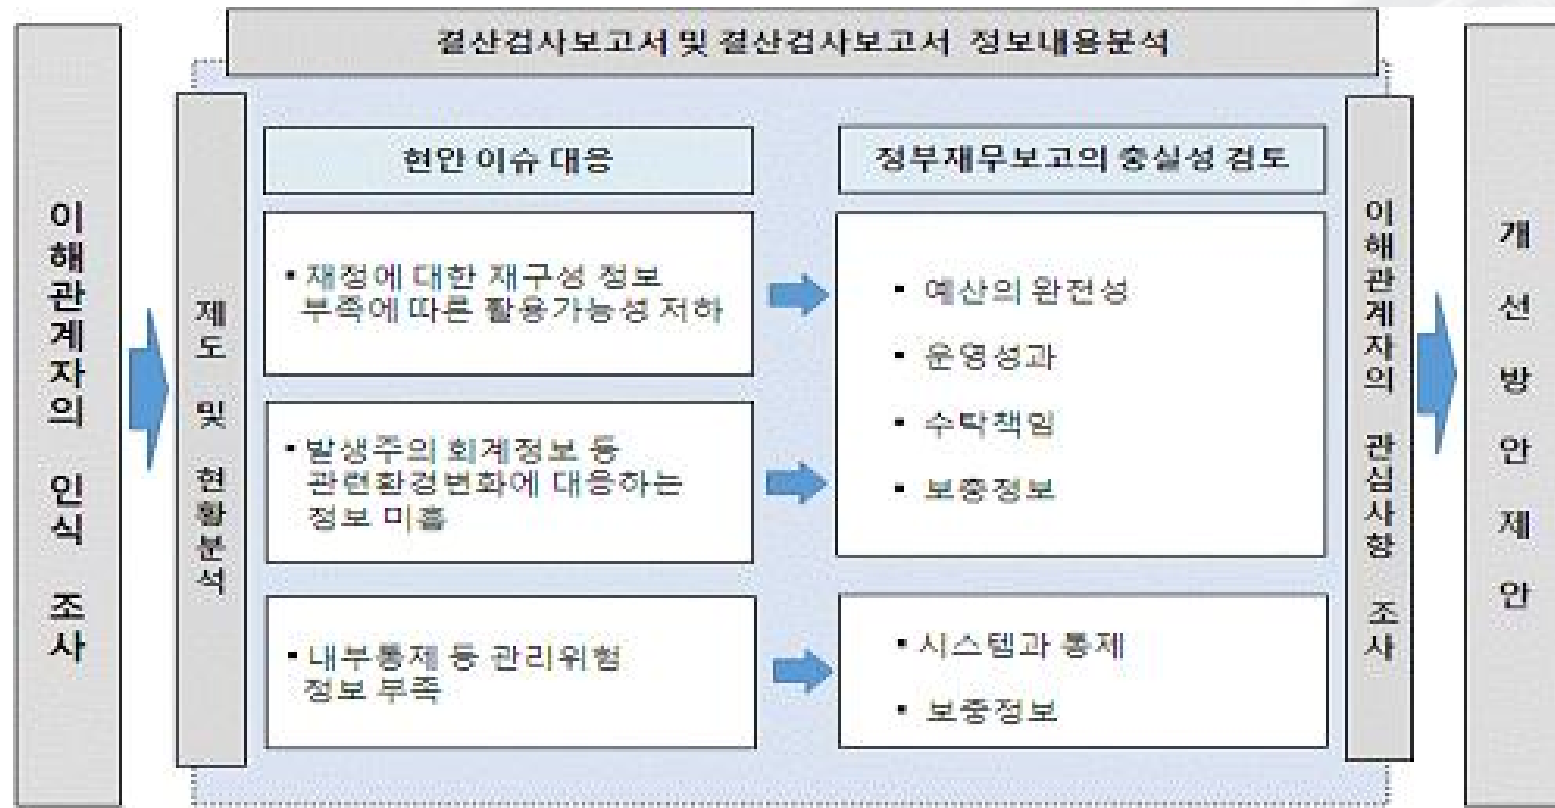 결산검사보고서 및 결산검사보고서 정보내용분석
이해관계자의 인식 조사
제도 및 현황분석
현안 이슈 대응
▪ 재정에 대한 재구성 정보
부족에 따른 활용가능성 저하
▪ 발생주의 회계정보 등
관련환경변화에 대응하는
정보 미흡
▪ 내부통제 등 관리위험
정보 부족
정부재무보고의 충실성 검토
▪ 예산의 완전성
▪ 운영성과
▪ 수탁책임
▪ 보증정보
▪ 시스템과 통제
▪ 보증정보
이해관계자의 관심사항 조사
개선방안제안